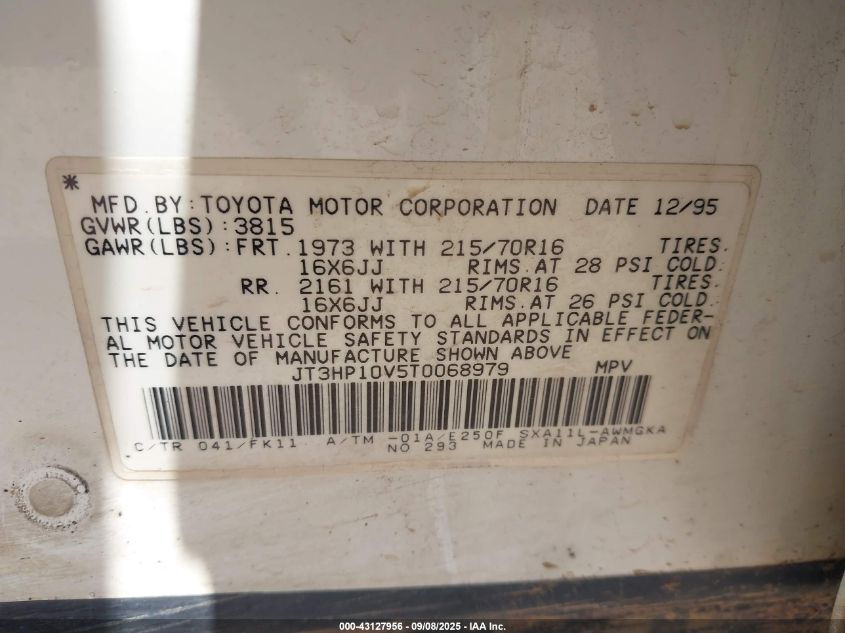 *
MFD. BY: TOYOTA MOTOR CORPORATION DATE 12/95
GVWR(LBS):3815
GAWR(LBS):FRT. 1973 WITH 215/70R16 TIRES.
16X6JJ RIMS. AT 28 PSI COLD.
RR. 2161 WITH 215/70R16 TIRES.
16X6JJ RIMS. AT 26 PSI COLD.
THIS VEHICLE CONFORMS TO ALL APPLICABLE FEDER-
AL MOTOR VEHICLE SAFETY STANDARDS IN EFFECT ON
THE DATE OF MANUFACTURE SHOWN ABOVE
JT3HP10V5T0068979 MPV
C/TR 041/FK11 A/TM -01A/E250F SXA11L-AWMGKA
NO 293 MADE IN JAPAN
000-43127956 - 09/08/2025 - IAA Inc.